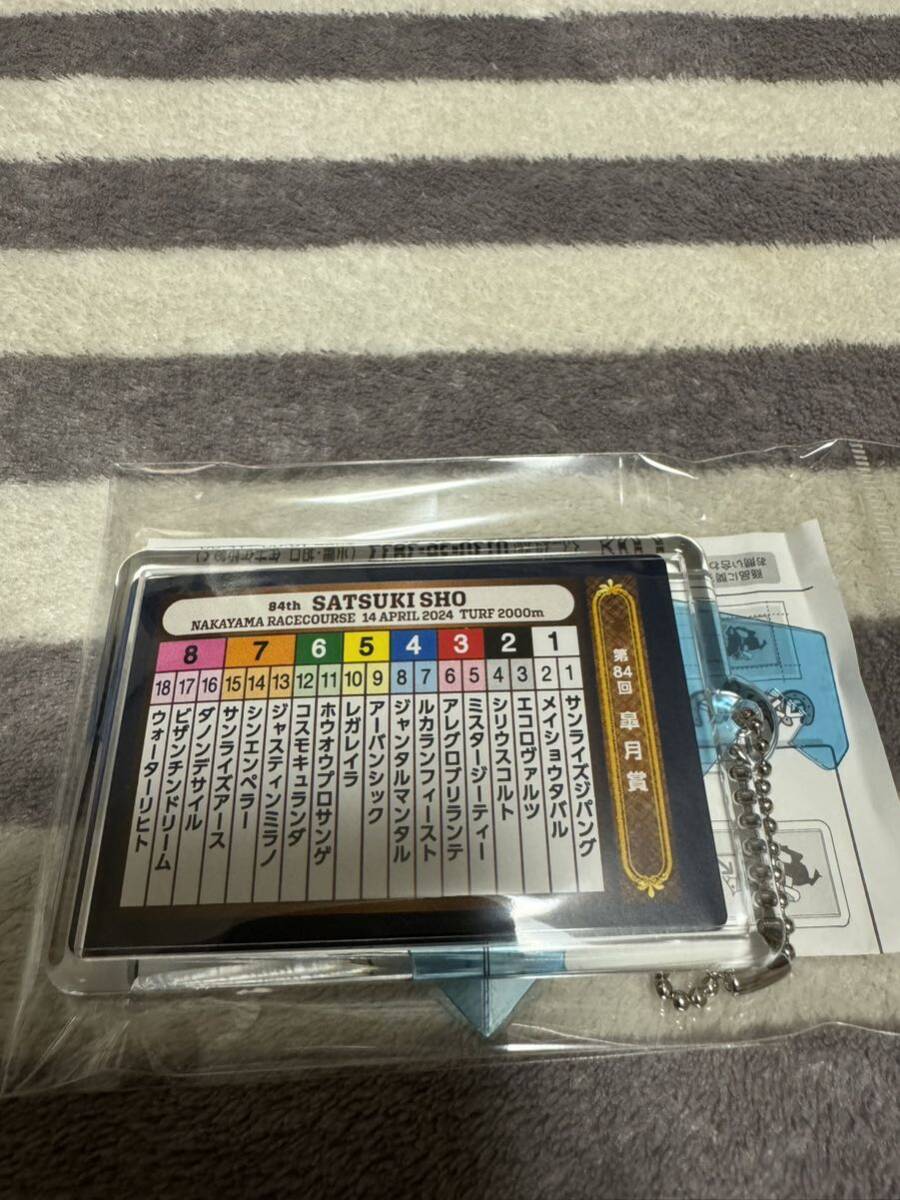 84th SATSUKI SHO
NAKAYAMA RACECOURSE 14 APRIL 2024 TURF 2000m
第84回 皐月賞
8 7 6 5 4 3 2 1
18 17 16 15 14 13 12 11 10 9 8 7 6 5 4 3 2 1
サンライズジパング
メイショウタバル
エコロヴァルツ
シリウスコルト
ミスタージーティー
アレグロブリランテ
ルカランフィースト
ジャンタルマンタル
アーバンシック
レガレイラ
ホウオウプロサンゲ
コスモキュランダ
ジャスティンミラノ
シンエンペラー
サンライズアース
ダノンデサイル
ビザンチンドリーム
ウォーターリヒト
商品に関
お問い合わ